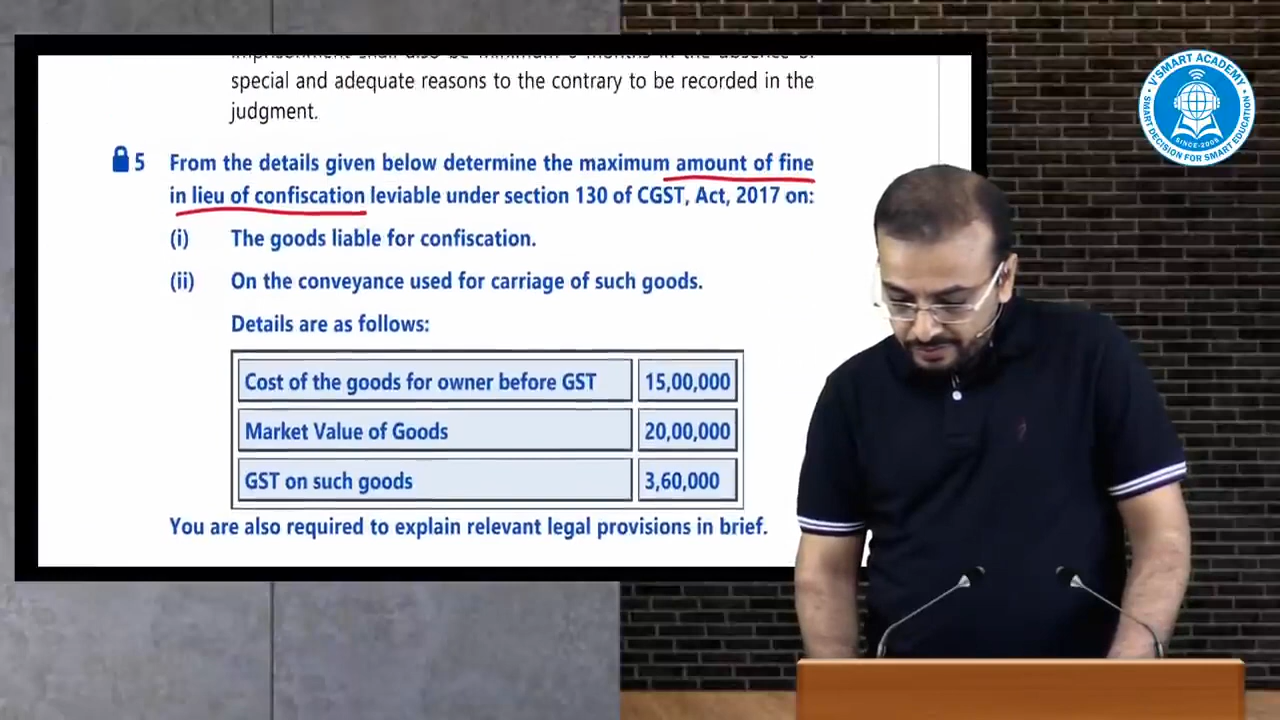 special and adequate reasons to the contrary to be recorded in the
judgment.
5 From the details given below determine the maximum amount of fine
in lieu of confiscation leviable under section 130 of CGST, Act, 2017 on:
(i) The goods liable for confiscation.
(ii) On the conveyance used for carriage of such goods.
Details are as follows:
Cost of the goods for owner before GST 15,00,000
Market Value of Goods 20,00,000
GST on such goods 3,60,000
You are also required to explain relevant legal provisions in brief.
V'SMART ACADEMY
SMART DECISION FOR SMART EDUCATION
SINCE-2009